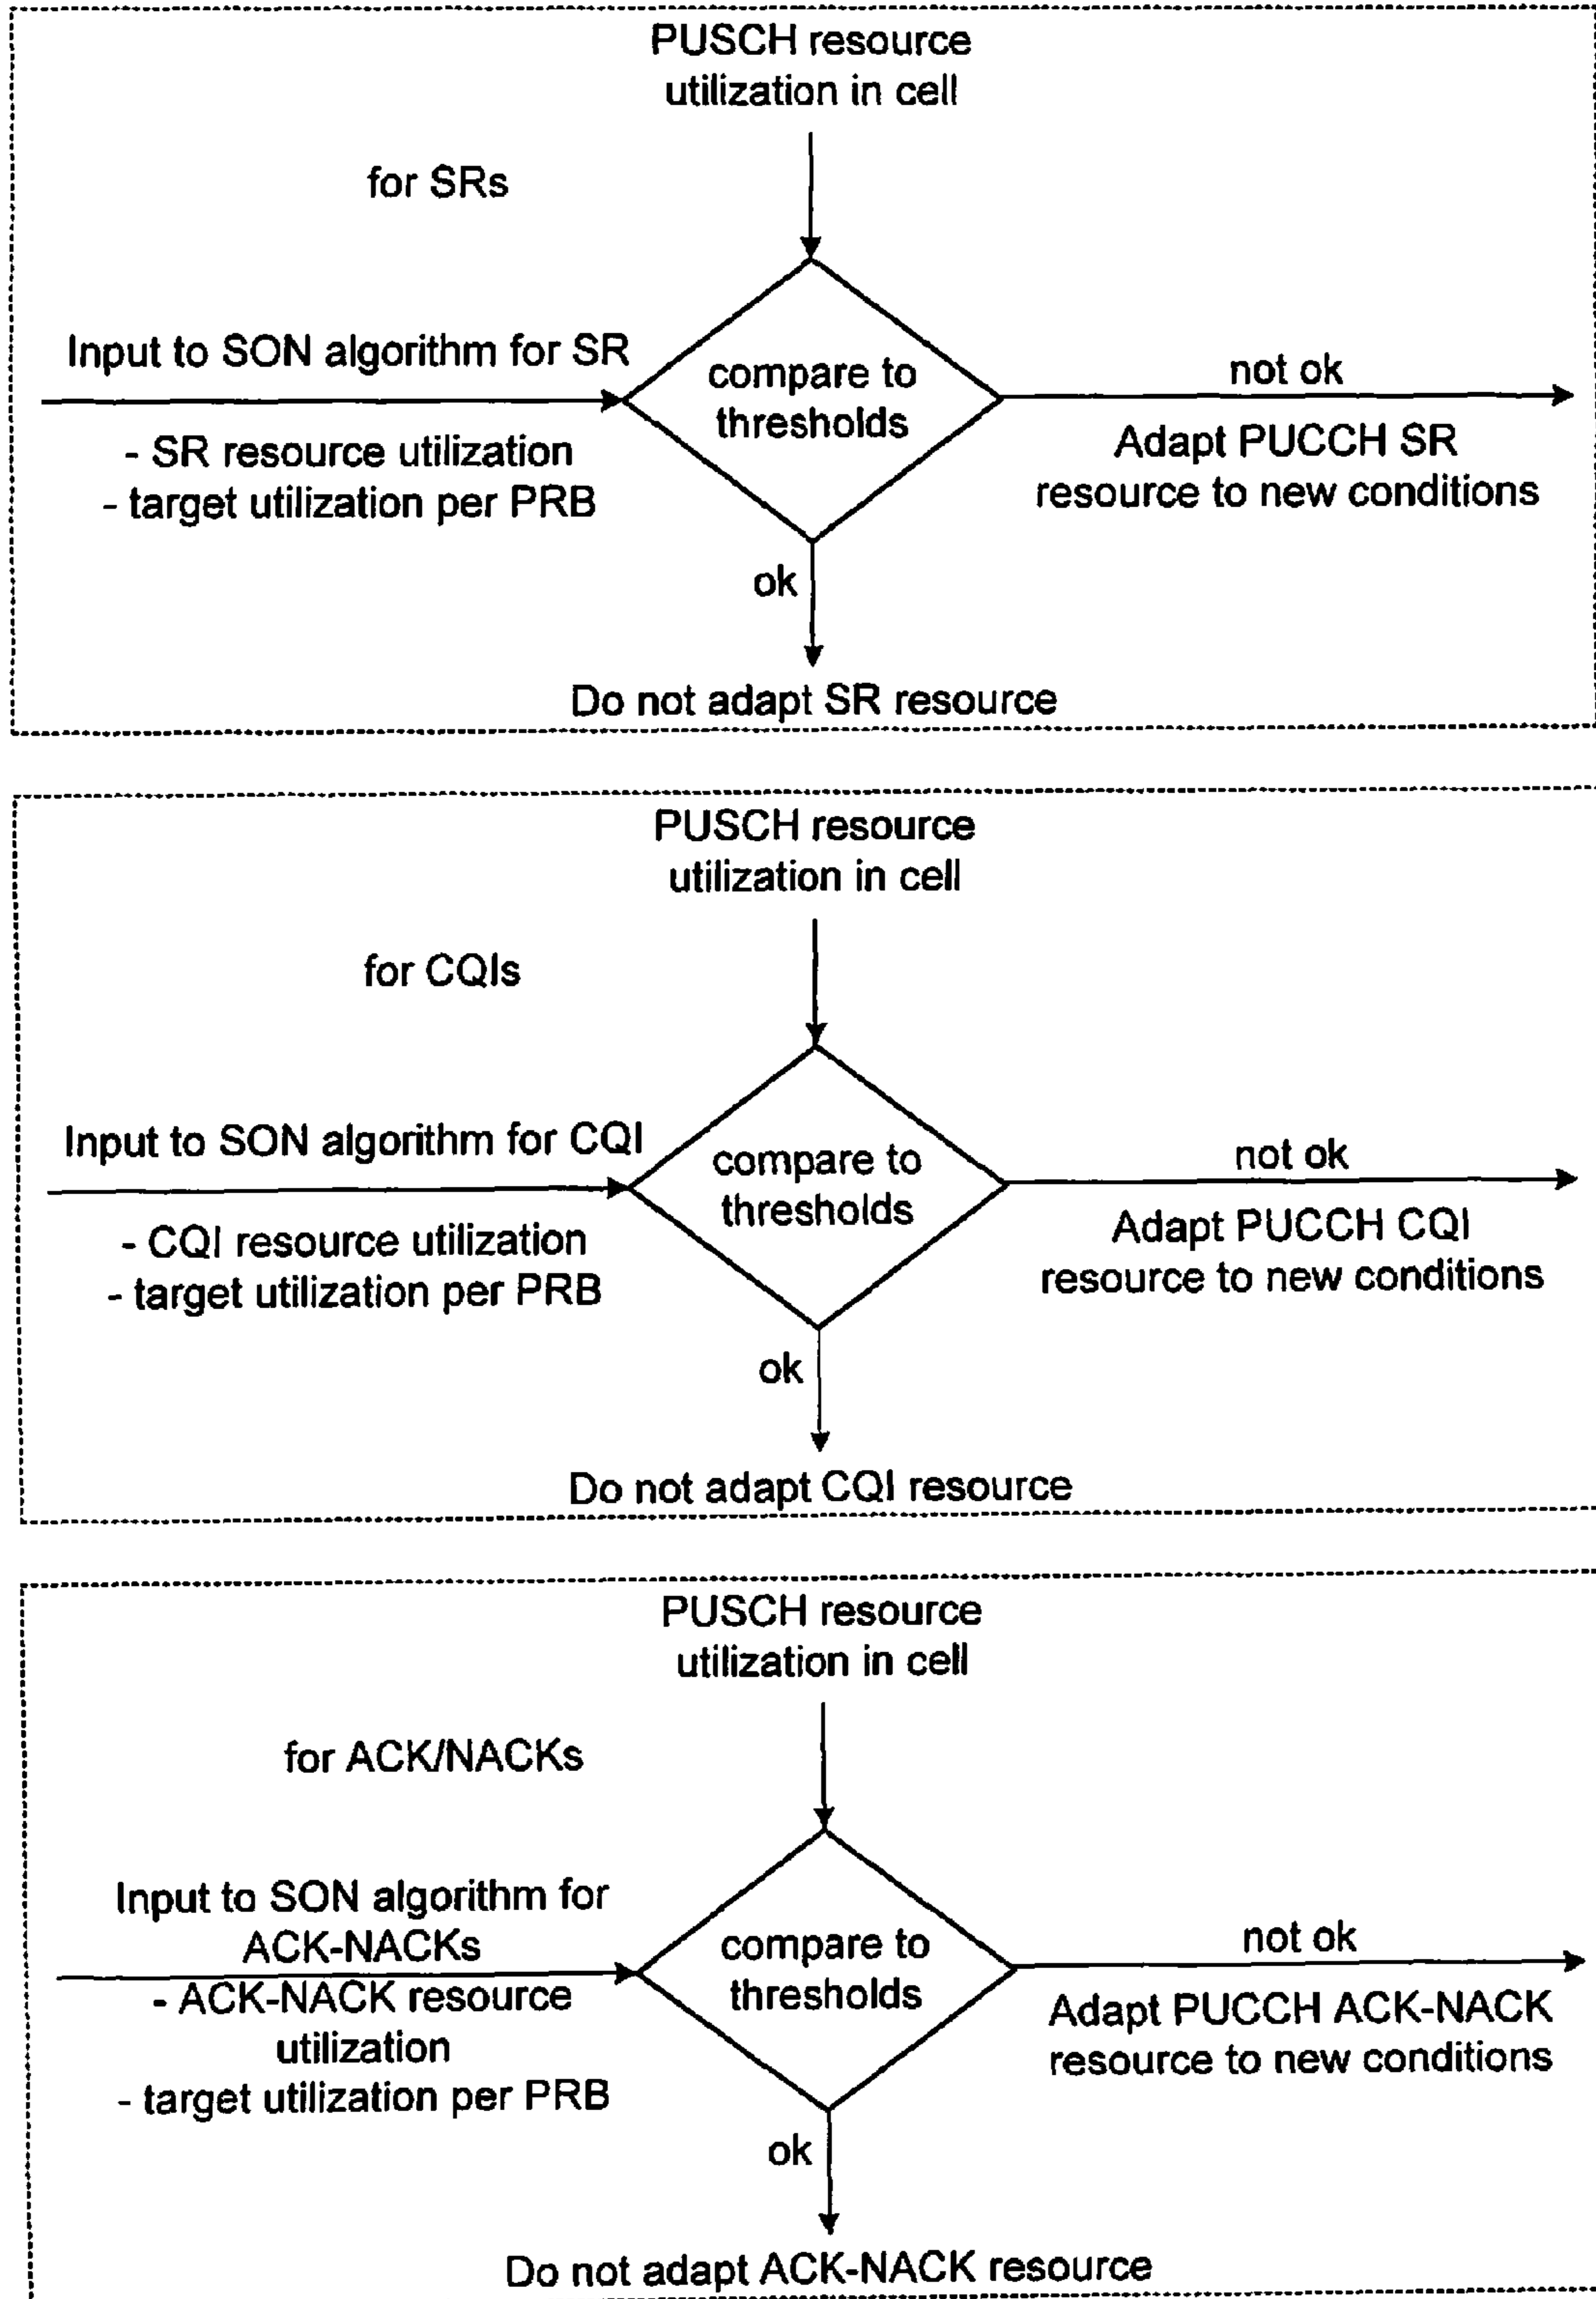 PUSCH resource
utilization in cell
for SRs
Input to SON algorithm for SR
- SR resource utilization
- target utilization per PRB
compare to
thresholds
not ok
Adapt PUCCH SR
resource to new conditions
ok
Do not adapt SR resource
PUSCH resource
utilization in cell
for CQIs
Input to SON algorithm for CQI
- CQI resource utilization
- target utilization per PRB
compare to
thresholds
not ok
Adapt PUCCH CQI
resource to new conditions
ok
Do not adapt CQI resource
PUSCH resource
utilization in cell
for ACK/NACKs
Input to SON algorithm for
ACK-NACKs
- ACK-NACK resource
utilization
- target utilization per PRB
compare to
thresholds
not ok
Adapt PUCCH ACK-NACK
resource to new conditions
ok
Do not adapt ACK-NACK resource